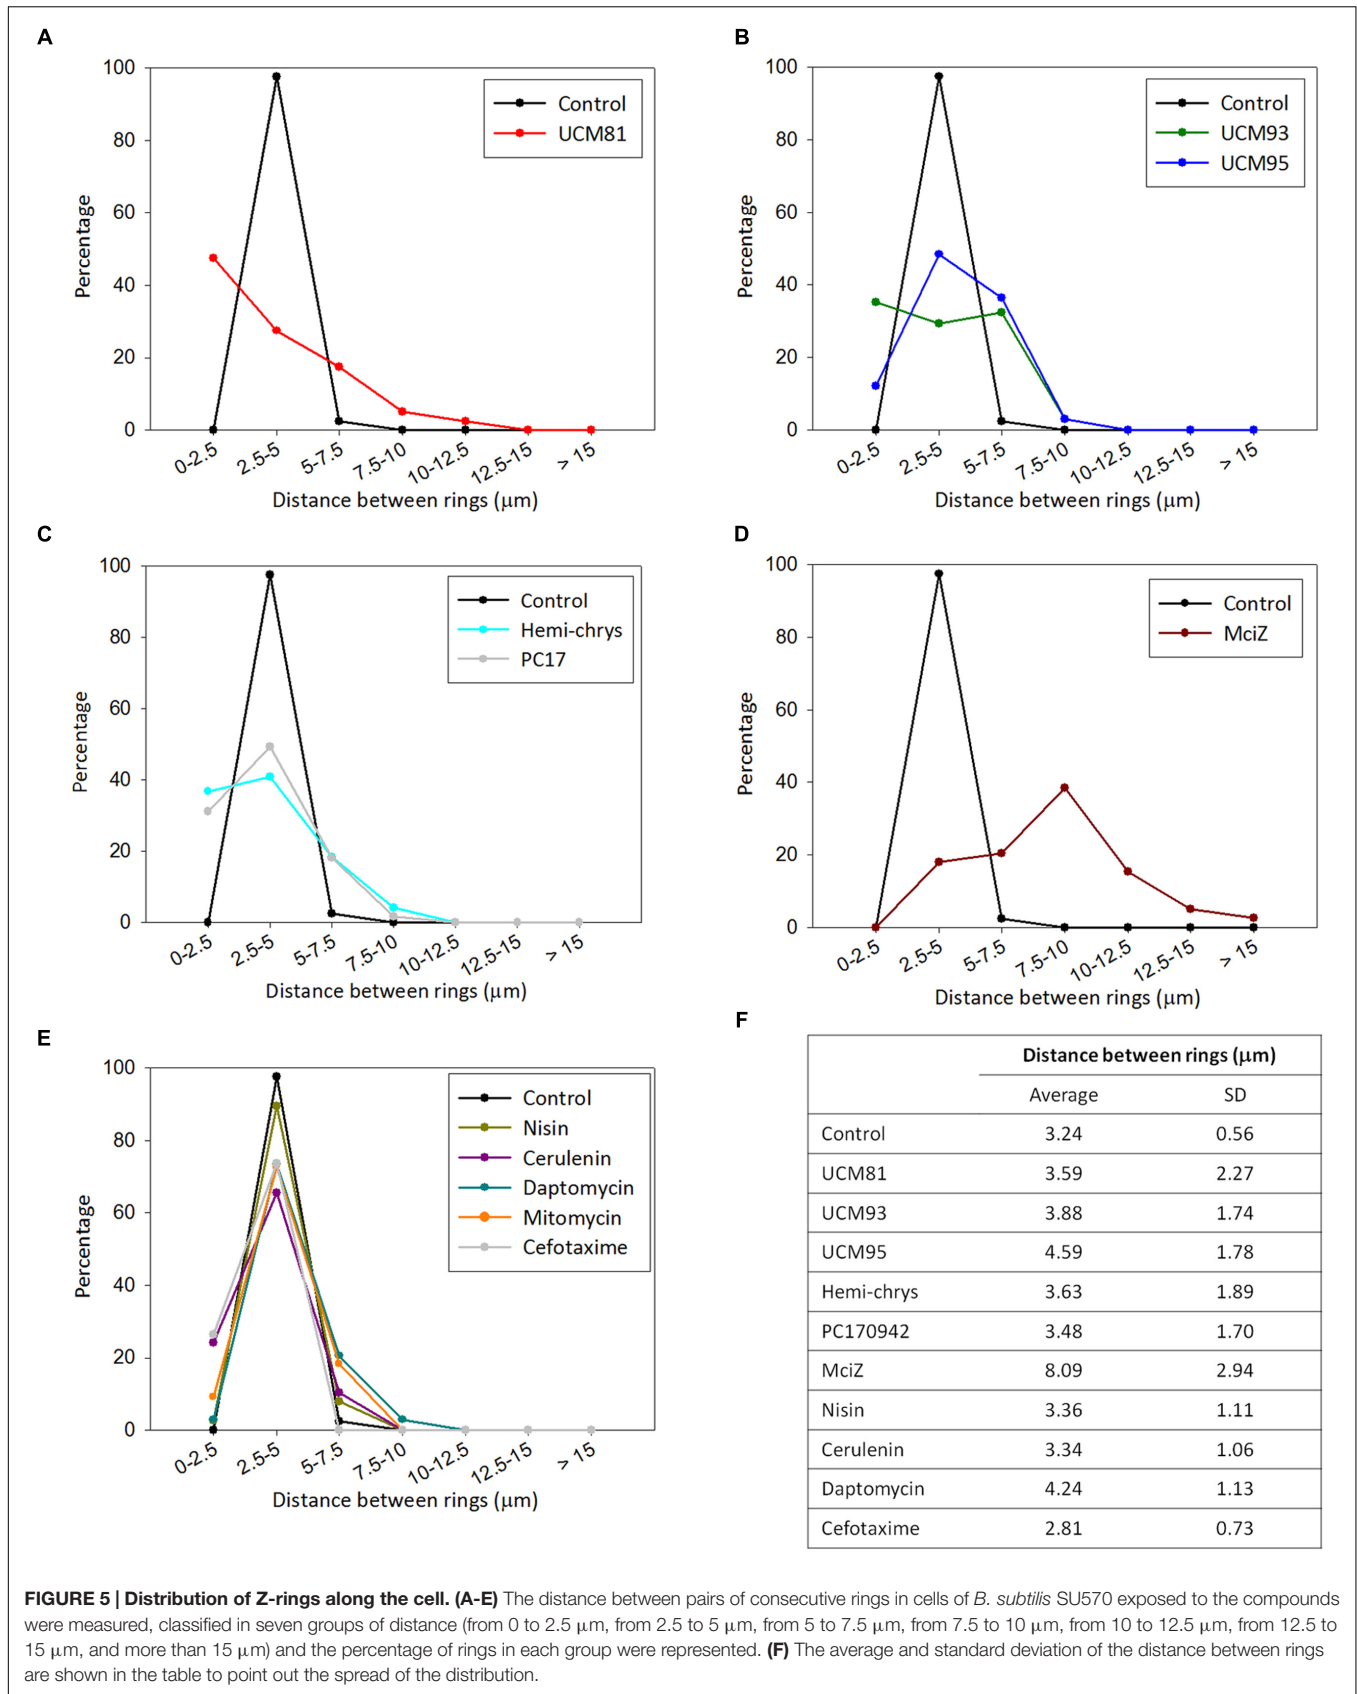 A
100
80
60
40
20
0
Percentage
Control
UCM81
0-2.5
2.5-5
5-7.5
7.5-10
10-12.5
12.5-15
> 15
Distance between rings (μm)
B
100
80
60
40
20
0
Percentage
Control
UCM93
UCM95
0-2.5
2.5-5
5-7.5
7.5-10
10-12.5
12.5-15
> 15
Distance between rings (μm)
C
100
80
60
40
20
0
Percentage
Control
Hemi-chrys
PC17
0-2.5
2.5-5
5-7.5
7.5-10
10-12.5
12.5-15
> 15
Distance between rings (μm)
D
100
80
60
40
20
0
Percentage
Control
MciZ
0-2.5
2.5-5
5-7.5
7.5-10
10-12.5
12.5-15
> 15
Distance between rings (μm)
E
100
80
60
40
20
0
Percentage
Control
Nisin
Cerulenin
Daptomycin
Mitomycin
Cefotaxime
0-2.5
2.5-5
5-7.5
7.5-10
10-12.5
12.5-15
> 15
Distance between rings (μm)
F
Distance between rings (μm)
Average SD
Control 3.24 0.56
UCM81 3.59 2.27
UCM93 3.88 1.74
UCM95 4.59 1.78
Hemi-chrys 3.63 1.89
PC170942 3.48 1.70
MciZ 8.09 2.94
Nisin 3.36 1.11
Cerulenin 3.34 1.06
Daptomycin 4.24 1.13
Cefotaxime 2.81 0.73
FIGURE 5 | Distribution of Z-rings along the cell. (A-E) The distance between pairs of consecutive rings in cells of B. subtilis SU570 exposed to the compounds
were measured, classified in seven groups of distance (from 0 to 2.5 μm, from 2.5 to 5 μm, from 5 to 7.5 μm, from 7.5 to 10 μm, from 10 to 12.5 μm, from 12.5 to
15 μm, and more than 15 μm) and the percentage of rings in each group were represented. (F) The average and standard deviation of the distance between rings
are shown in the table to point out the spread of the distribution.